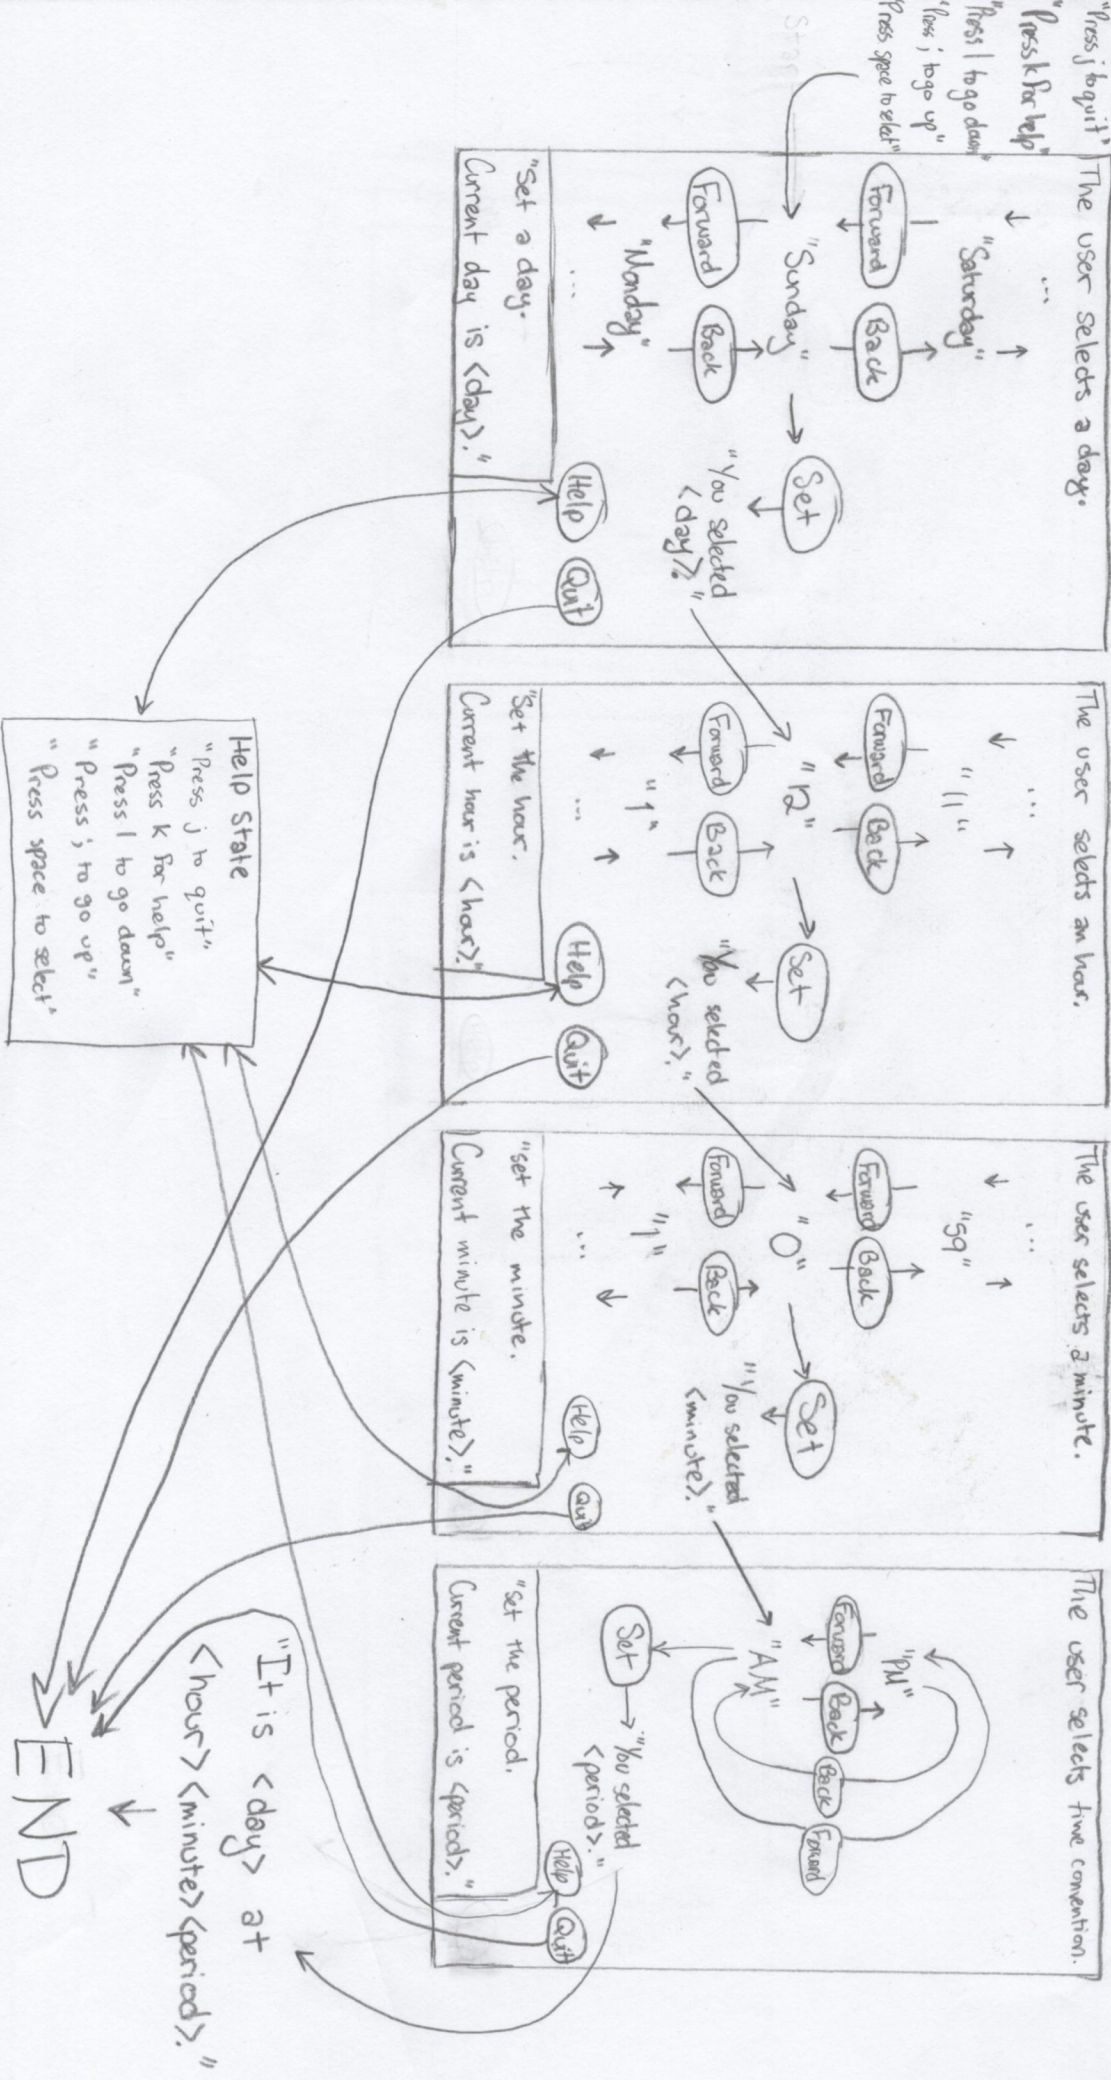 "Press j to quit"
"Press k for help"
"Press l to go down"
"Press ; to go up"
"Press space to select"
Start
The user selects a day.
...
"Saturday"
Forward
Back
"Sunday"
Set
Forward
Back
"You selected
<day>."
"Monday"
...
Help
Quit
"Set a day.
Current day is <day>."
The user selects an hour.
...
"11"
Forward
Back
"12"
Set
Forward
Back
"You selected
<hour>."
"1"
...
Help
Quit
"Set the hour.
Current hour is <hour>."
The user selects a minute.
...
"59"
Forward
Back
"0"
Set
Forward
Back
"You selected
<minute>."
"1"
...
Help
Quit
"set the minute.
Current minute is <minute>."
The user selects time convention.
"PM"
Forward
Back
Back
Forward
"AM"
Set
"You selected
<period>."
Help
Quit
"set the period.
Current period is <period>."
Help State
"Press j to quit"
"Press k for help"
"Press l to go down"
"Press ; to go up"
"Press space to select"
"It is <day> at
<hour><minute><period>."
END